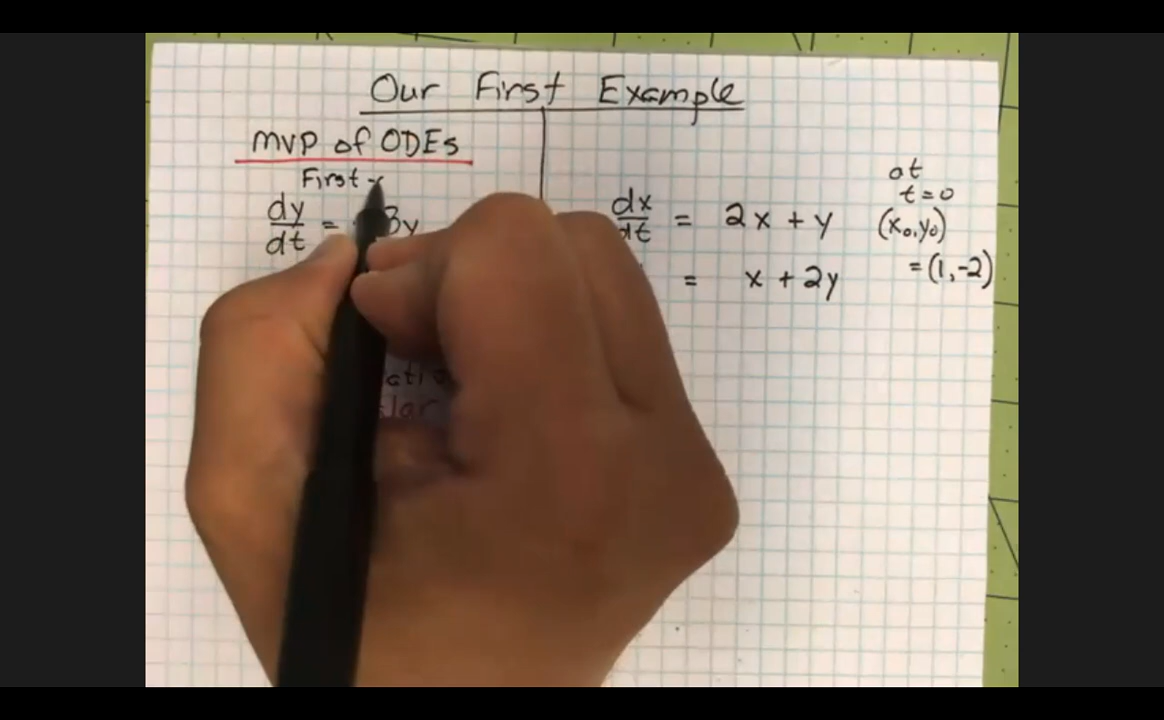 Our First Example
MVP of ODEs
First-
dy/dt = 3y
dx/dt = 2x + y
= x + 2y
at
t = 0
(x₀, y₀)
= (1, -2)